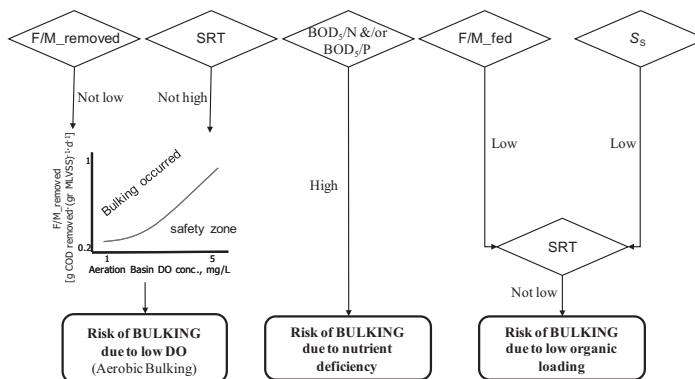 F/M_removed
SRT
BOD₅/N &/or
BOD₅/P
F/M_fed
Sₛ
Not low
Not high
High
Low
Low
F/M_removed
[g COD removed·(gr MLVSS)⁻¹·d⁻¹]
1
0.2
Bulking occurred
safety zone
1
5
Aeration Basin DO conc., mg/L
SRT
Not low
Risk of BULKING
due to low DO
(Aerobic Bulking)
Risk of BULKING
due to nutrient
deficiency
Risk of BULKING
due to low organic
loading